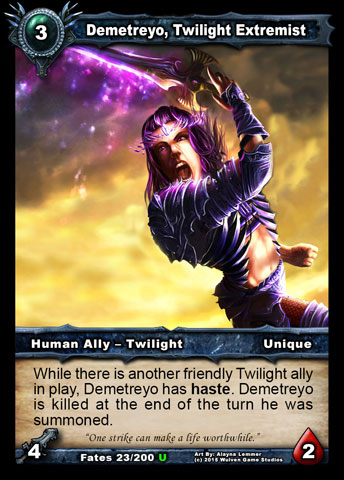 3
Demetreyo, Twilight Extremist
Human Ally – Twilight Unique
While there is another friendly Twilight ally
in play, Demetreyo has haste. Demetreyo
is killed at the end of the turn he was
summoned.
"One strike can make a life worthwhile."
4
Fates 23/200 U
Art By: Alayna Lemmer
(c) 2015 Wulven Game Studios
2